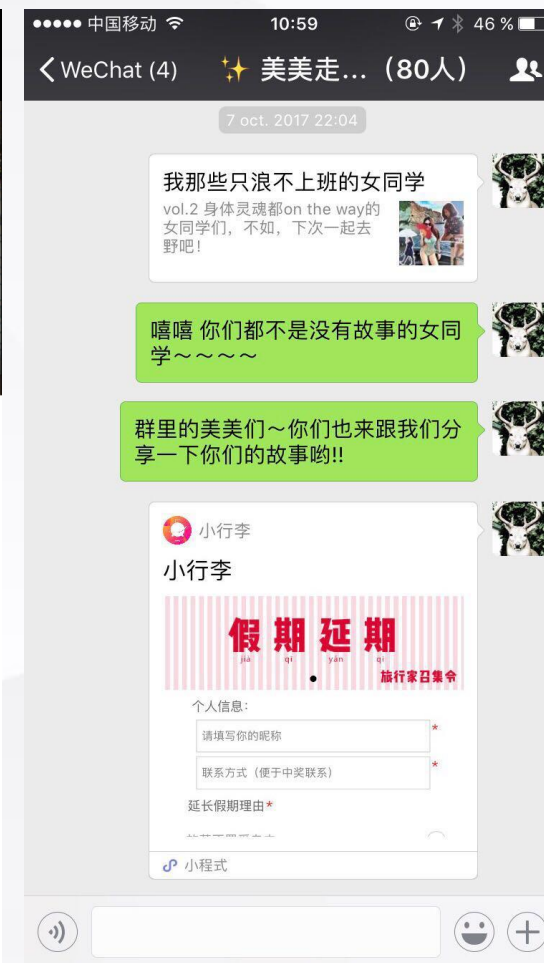 中国移动
10:59
46 %
WeChat (4)
✨ 美美走... (80人)
7 oct. 2017 22:04
我那些只浪不上班的女同学
vol.2 身体灵魂都on the way的
女同学们，不如，下次一起去
野吧！
嘻嘻 你们都不是没有故事的女同
学～～～～
群里的美美们～你们也来跟我们分
享一下你们的故事哟!!
小行李
小行李
假期延期
jià qī yán qī
旅行家召集令
个人信息：
请填写你的昵称
*
联系方式（便于中奖联系）
*
延长假期理由*
小程式